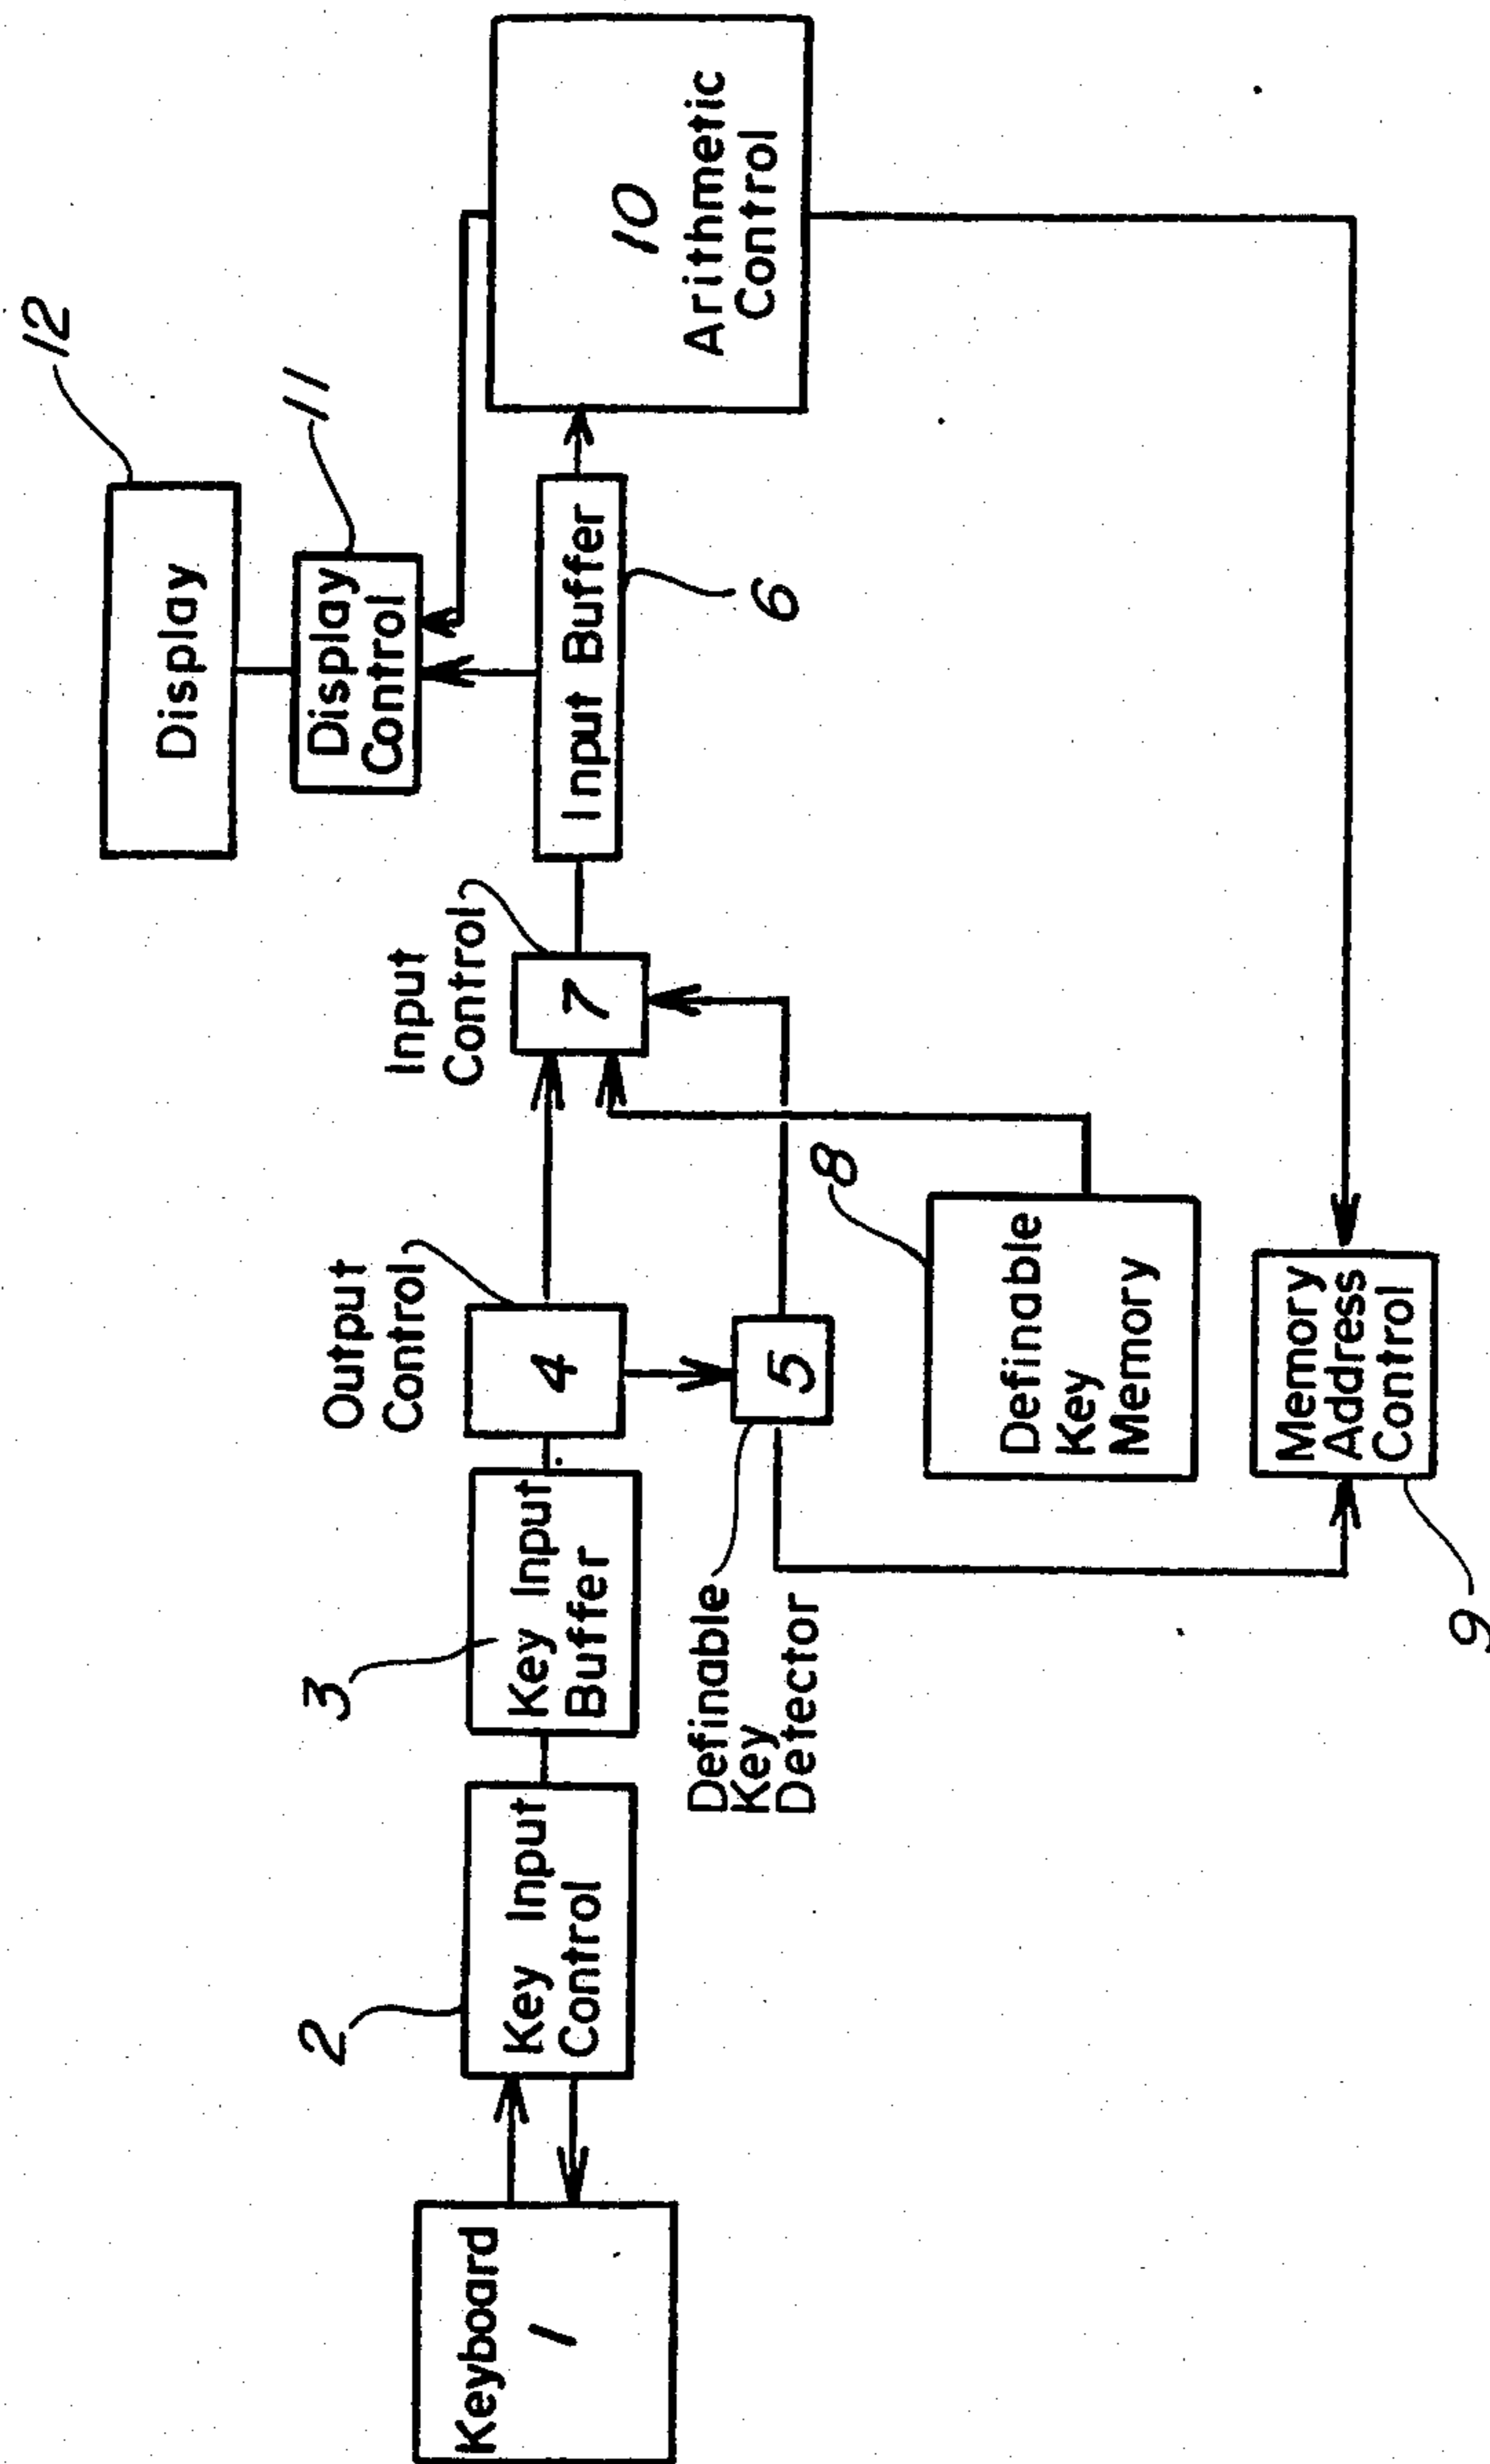 12
Display
11
Display
Control
10
Arithmetic
Control
Input Buffer
6
Input
Control
7
Output
Control
4
3
Key Input
Buffer
2
Key Input
Control
Keyboard
1
Definable
Key
Detector
5
8
Definable
Key
Memory
Memory
Address
Control
9